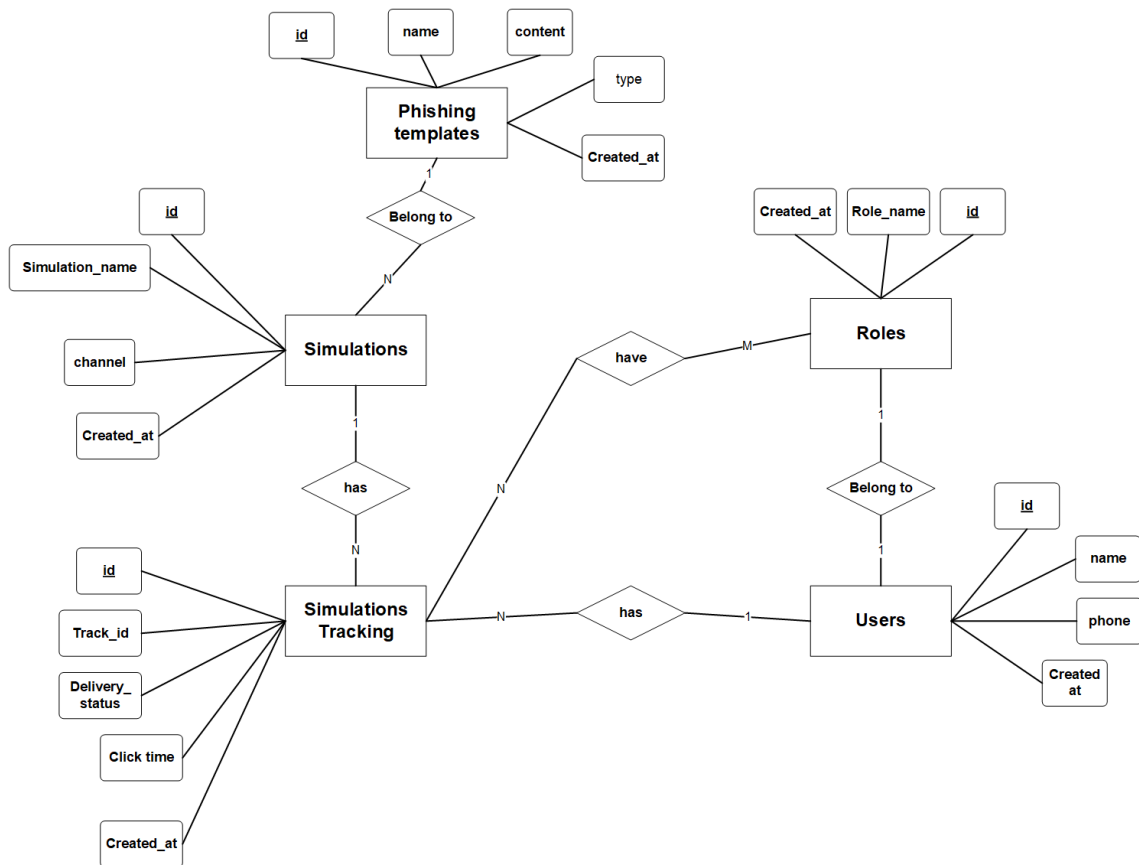 id
name
content
type
Phishing
templates
Created_at
1
Belong to
N
id
Simulation_name
channel
Created_at
Simulations
1
has
N
Created_at
Role_name
id
Roles
have
M
N
1
Belong to
1
id
name
phone
Created
at
Users
1
has
N
Simulations
Tracking
id
Track_id
Delivery_
status
Click time
Created_at